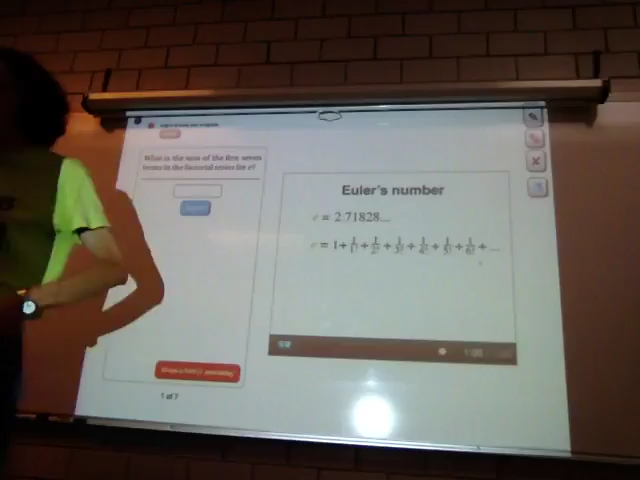 What is the sum of the first seven
terms in the factorial series for e?
Euler's number
e = 2.71828...
e = 1 + 1/1! + 1/2! + 1/3! + 1/4! + 1/5! + 1/6! + ...
1 of 7